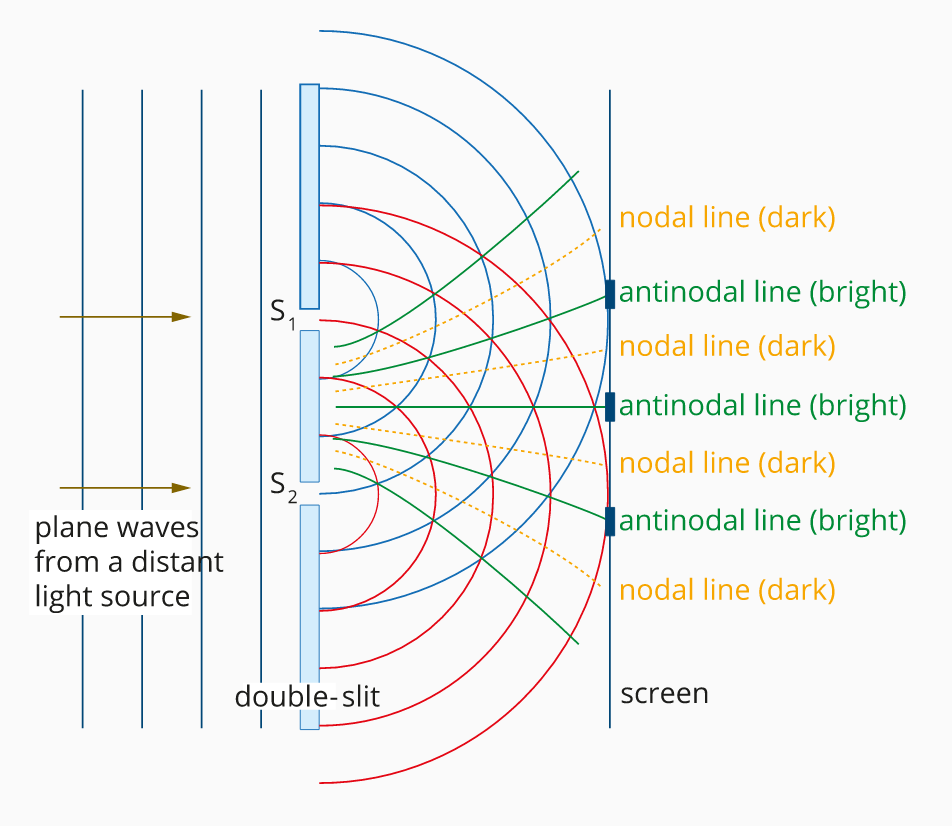 nodal line (dark)
antinodal line (bright)
S1
nodal line (dark)
antinodal line (bright)
nodal line (dark)
S2
antinodal line (bright)
plane waves
from a distant
light source
nodal line (dark)
double-slit
screen